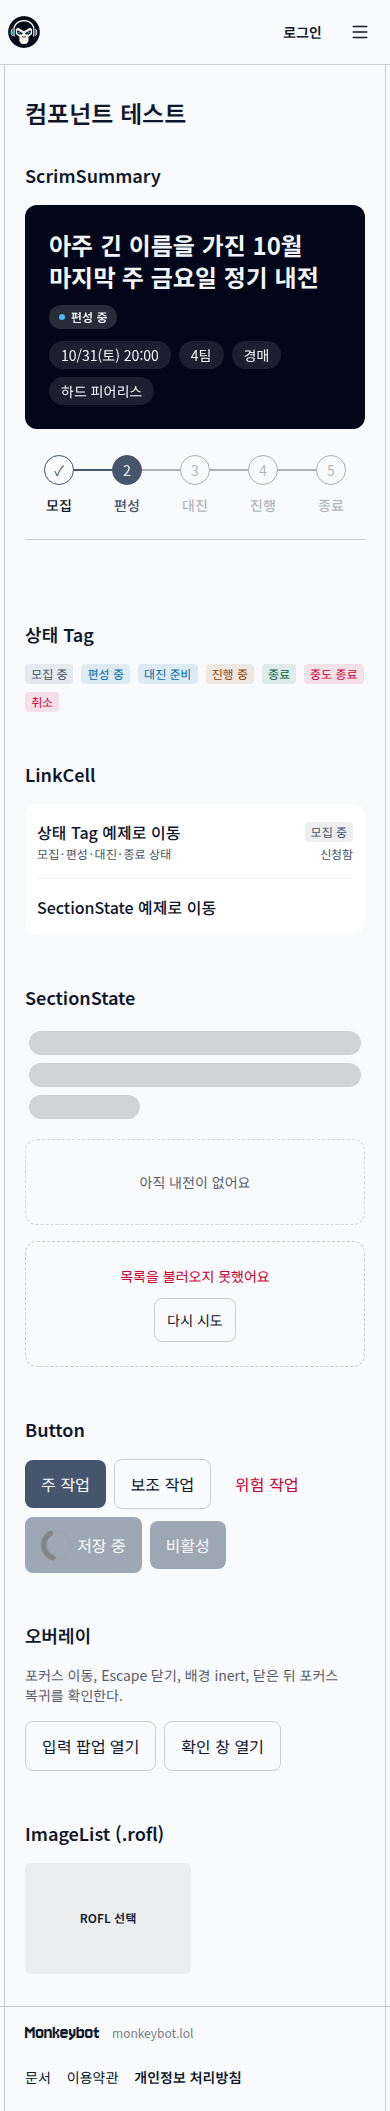 로그인
컴포넌트 테스트
ScrimSummary
아주 긴 이름을 가진 10월
마지막 주 금요일 정기 내전
편성 중
10/31(토) 20:00 4팀 경매
하드 피어리스
✓ 2 3 4 5
모집 편성 대진 진행 종료
상태 Tag
모집 중 편성 중 대진 준비 진행 중 종료 중도 종료
취소
LinkCell
상태 Tag 예제로 이동 모집 중
모집·편성·대진·종료 상태 신청함
SectionState 예제로 이동
SectionState
아직 내전이 없어요
목록을 불러오지 못했어요
다시 시도
Button
주 작업 보조 작업 위험 작업
저장 중 비활성
오버레이
포커스 이동, Escape 닫기, 배경 inert, 닫은 뒤 포커스
복귀를 확인한다.
입력 팝업 열기 확인 창 열기
ImageList (.rofl)
ROFL 선택
Monkeybot monkeybot.lol
문서 이용약관 개인정보 처리방침